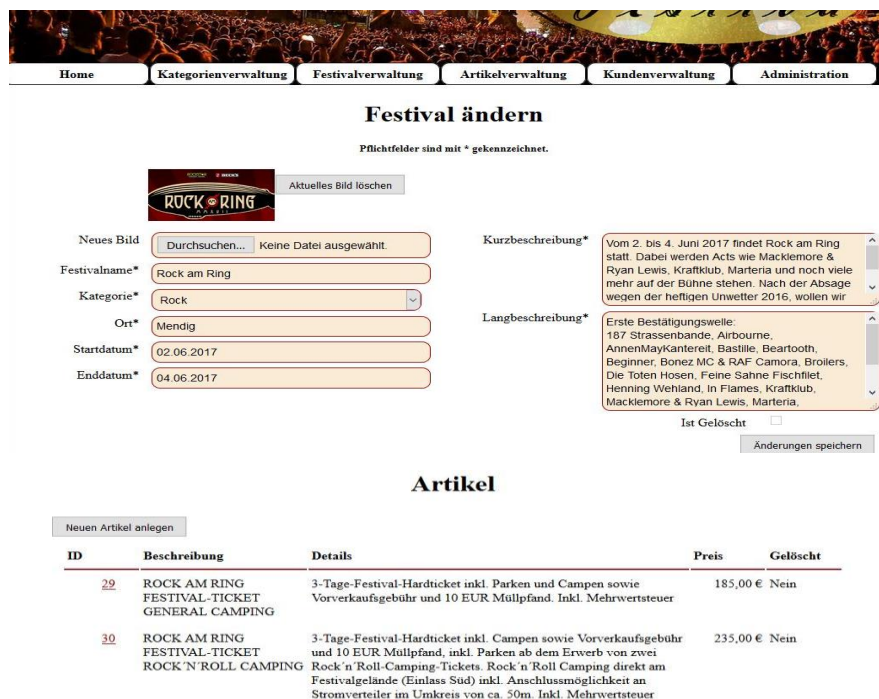 Festival
Home Kategorienverwaltung Festivalverwaltung Artikelverwaltung Kundenverwaltung Administration
Festival ändern
Pflichtfelder sind mit * gekennzeichnet.
ROCK RING
Aktuelles Bild löschen
Neues Bild Durchsuchen... Keine Datei ausgewählt.
Festivalname* Rock am Ring
Kategorie* Rock
Ort* Mendig
Startdatum* 02.06.2017
Enddatum* 04.06.2017
Kurzbeschreibung* Vom 2. bis 4. Juni 2017 findet Rock am Ring
statt. Dabei werden Acts wie Macklemore &
Ryan Lewis, Kraftklub, Marteria und noch viele
mehr auf der Bühne stehen. Nach der Absage
wegen der heftigen Unwetter 2016, wollen wir
Langbeschreibung* Erste Bestätigungswelle:
187 Strassenbande, Airbourne,
AnnenMayKantereit, Bastille, Beartooth,
Beginner, Bonez MC & RAF Camora, Broilers,
Die Toten Hosen, Feine Sahne Fischfilet,
Henning Wehland, In Flames, Kraftklub,
Macklemore & Ryan Lewis, Marteria,
Ist Gelöscht
Änderungen speichern
Artikel
Neuen Artikel anlegen
ID Beschreibung Details Preis Gelöscht
29 ROCK AM RING 3-Tage-Festival-Hardticket inkl. Parken und Campen sowie 185,00 € Nein
FESTIVAL-TICKET Vorverkaufsgebühr und 10 EUR Müllpfand. Inkl. Mehrwertsteuer
GENERAL CAMPING
30 ROCK AM RING 3-Tage-Festival-Hardticket inkl. Campen sowie Vorverkaufsgebühr 235,00 € Nein
FESTIVAL-TICKET und 10 EUR Müllpfand, inkl. Parken ab dem Erwerb von zwei
ROCK´N´ROLL CAMPING Rock´n´Roll-Camping-Tickets. Rock´n´Roll Camping direkt am
Festivalgelände (Einlass Süd) inkl. Anschlussmöglichkeit an
Stromverteiler im Umkreis von ca. 50m. Inkl. Mehrwertsteuer